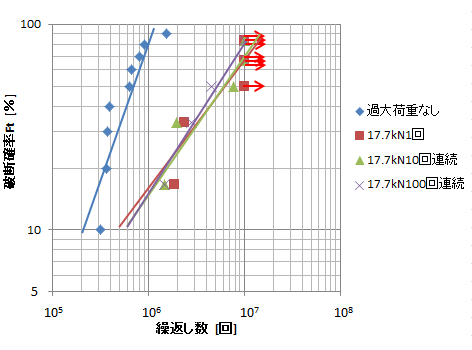 100
10
5
破断確率Ft [%]
10⁵ 10⁶ 10⁷ 10⁸
繰返し数 [回]
過大荷重なし
17.7kN1回
17.7kN10回連続
17.7kN100回連続